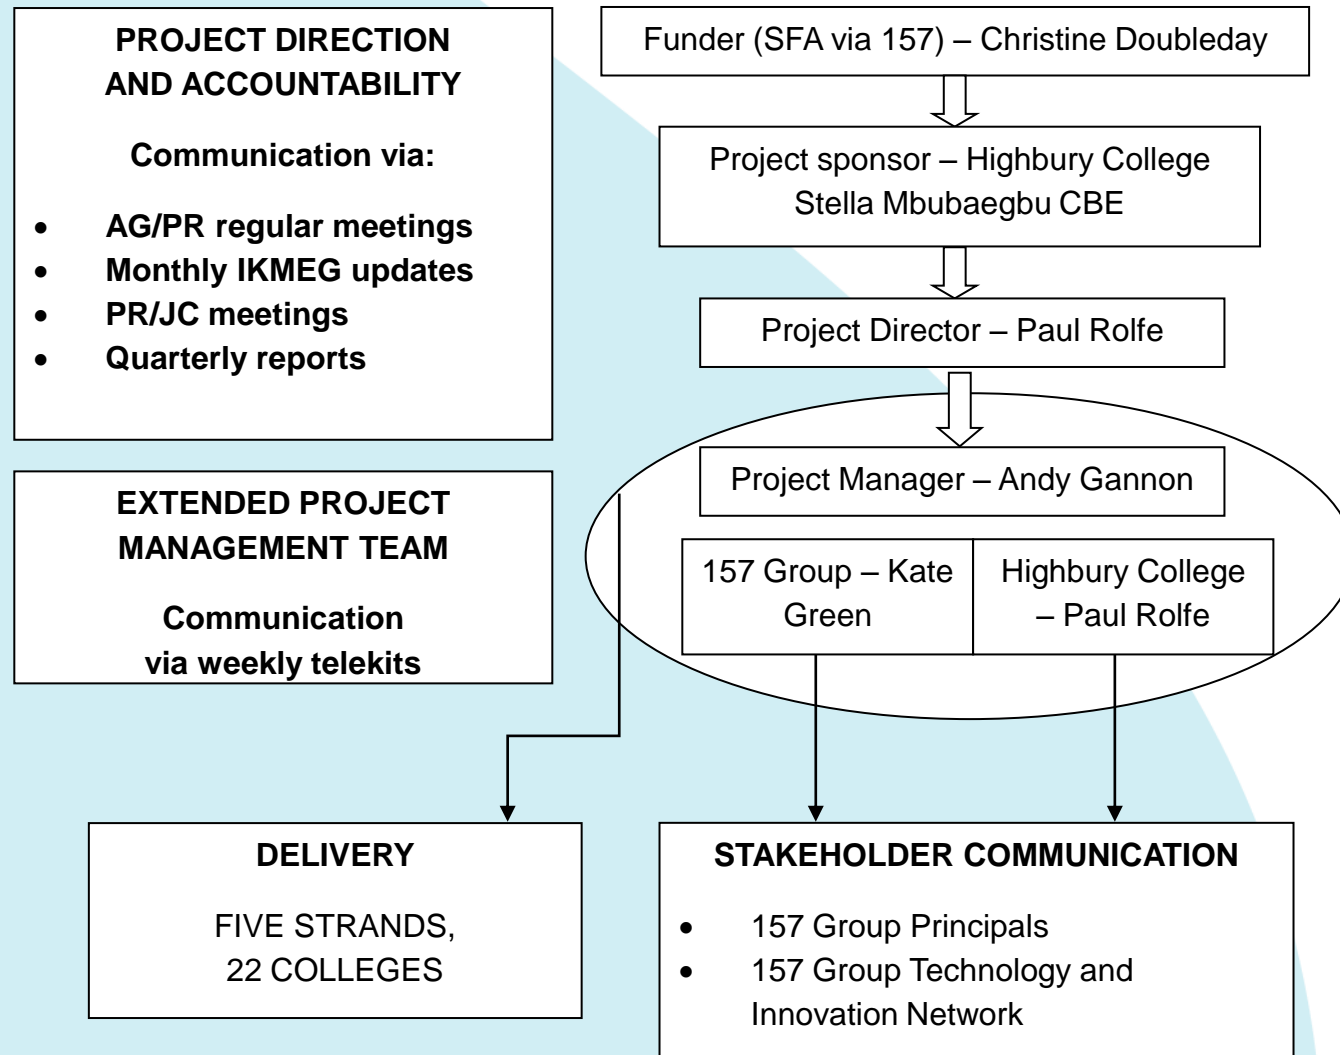 PROJECT DIRECTION
AND ACCOUNTABILITY
Communication via:
• AG/PR regular meetings
• Monthly IKMEG updates
• PR/JC meetings
• Quarterly reports
Funder (SFA via 157) – Christine Doubleday
Project sponsor – Highbury College
Stella Mbubaegbu CBE
Project Director – Paul Rolfe
EXTENDED PROJECT
MANAGEMENT TEAM
Communication
via weekly telekits
Project Manager – Andy Gannon
157 Group – Kate
Green
Highbury College
– Paul Rolfe
DELIVERY
FIVE STRANDS,
22 COLLEGES
STAKEHOLDER COMMUNICATION
• 157 Group Principals
• 157 Group Technology and
Innovation Network